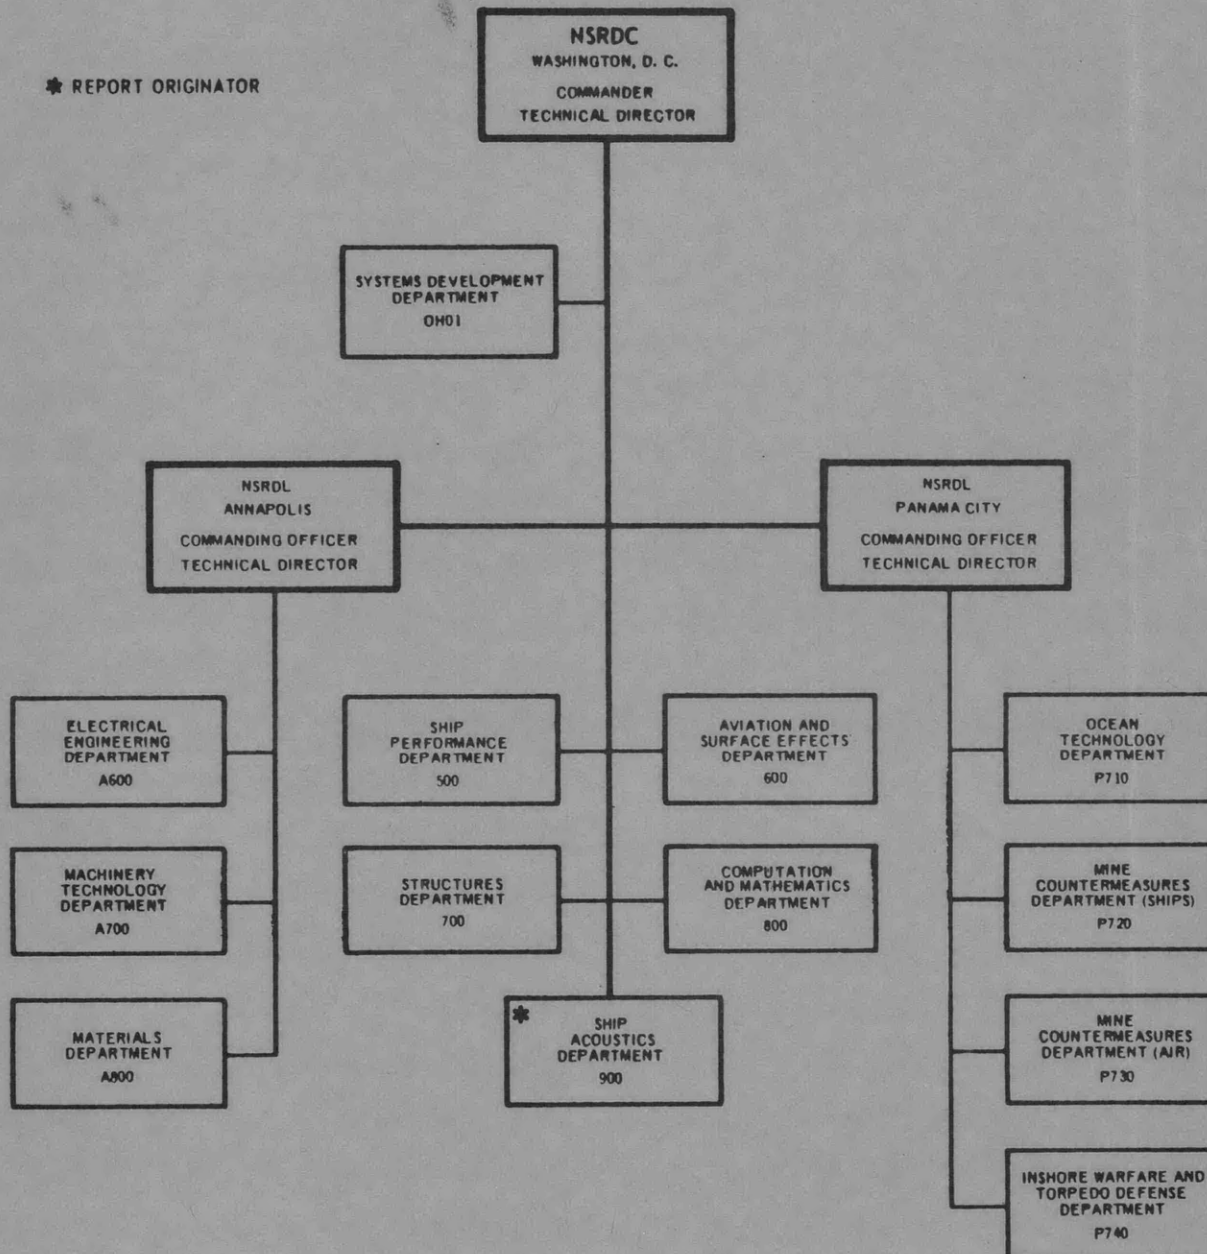 NSRDC
WASHINGTON, D. C.
COMMANDER
TECHNICAL DIRECTOR
* REPORT ORIGINATOR
SYSTEMS DEVELOPMENT
DEPARTMENT
OH01
NSRDL
ANNAPOLIS
COMMANDING OFFICER
TECHNICAL DIRECTOR
NSRDL
PANAMA CITY
COMMANDING OFFICER
TECHNICAL DIRECTOR
ELECTRICAL
ENGINEERING
DEPARTMENT
A600
SHIP
PERFORMANCE
DEPARTMENT
500
AVIATION AND
SURFACE EFFECTS
DEPARTMENT
600
OCEAN
TECHNOLOGY
DEPARTMENT
P710
MACHINERY
TECHNOLOGY
DEPARTMENT
A700
STRUCTURES
DEPARTMENT
700
COMPUTATION
AND MATHEMATICS
DEPARTMENT
800
MINE
COUNTERMEASURES
DEPARTMENT (SHIPS)
P720
MATERIALS
DEPARTMENT
A800
*
SHIP
ACOUSTICS
DEPARTMENT
900
MINE
COUNTERMEASURES
DEPARTMENT (AIR)
P730
INSHORE WARFARE AND
TORPEDO DEFENSE
DEPARTMENT
P740